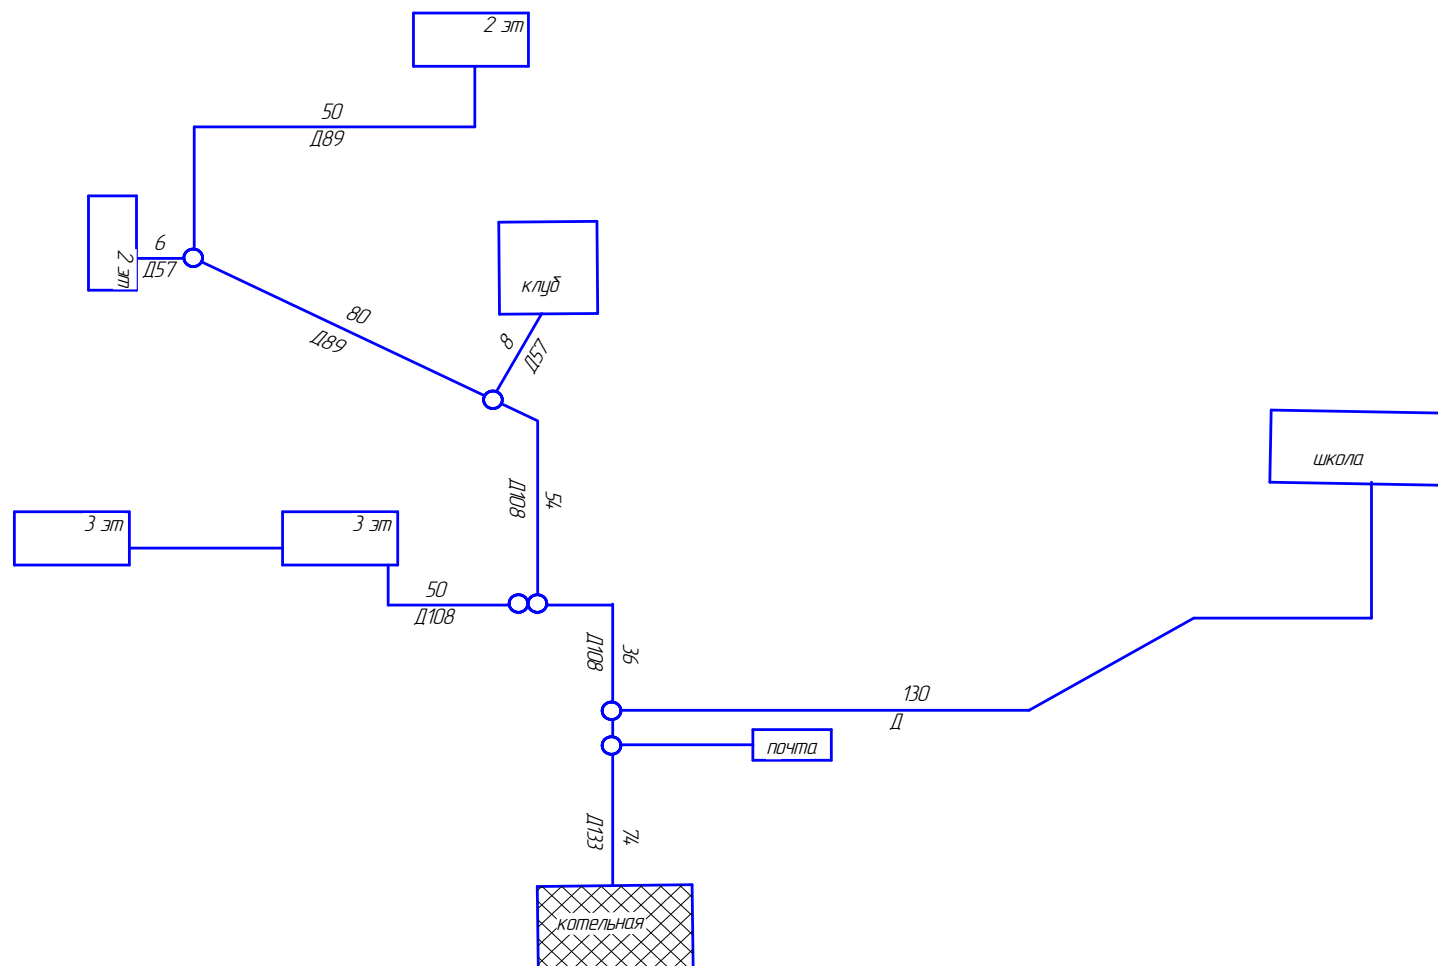 2 эт
50
Д89
6
Д57
2 эт
клуб
80
Д89
8
Д57
школа
54
Д108
3 эт
3 эт
50
Д108
36
Д108
130
Д
почта
74
Д133
котельная